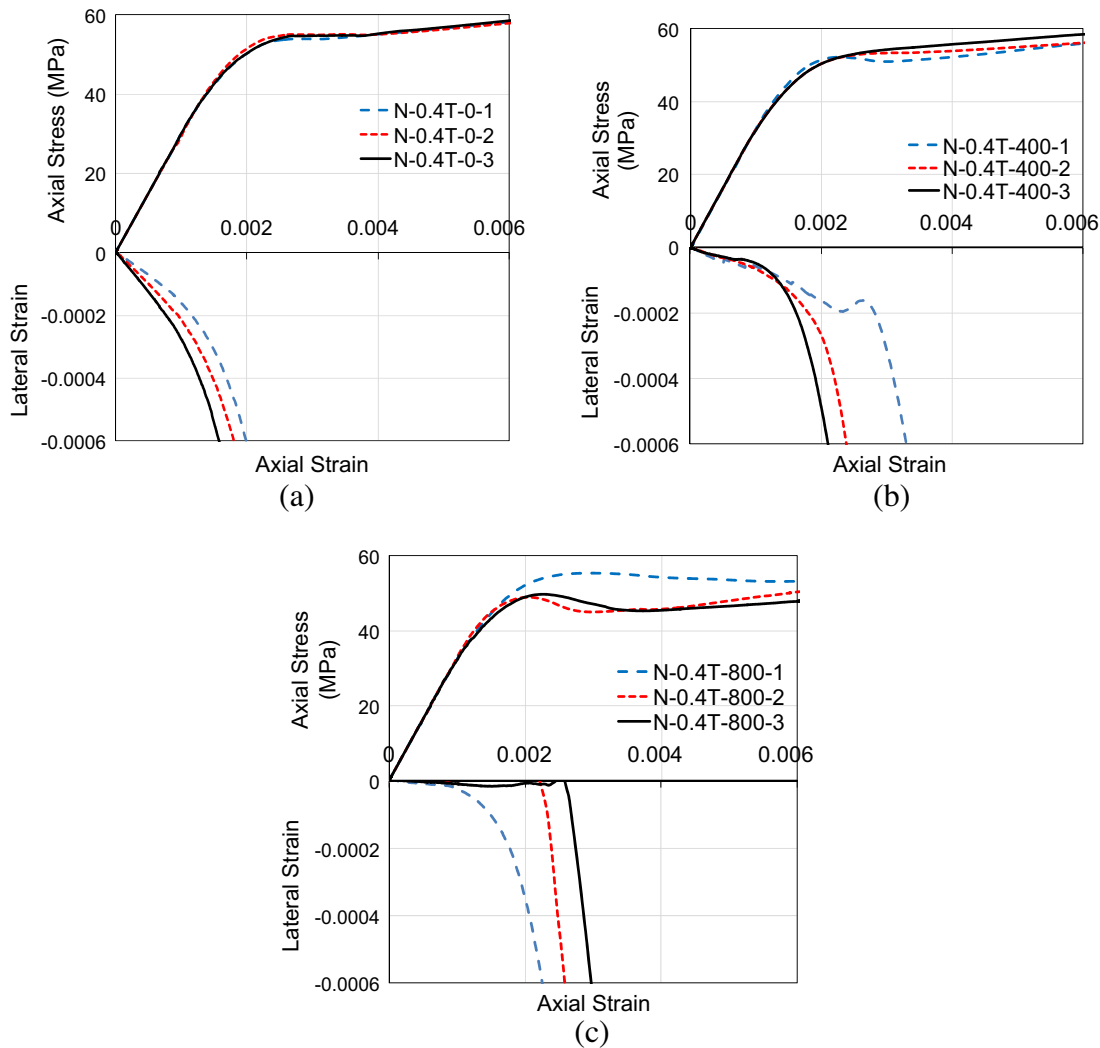 60
40
20
0
0.002
0.004
0.006
0
-0.0002
-0.0004
-0.0006
Axial Stress (MPa)
Lateral Strain
N-0.4T-0-1
N-0.4T-0-2
N-0.4T-0-3
Axial Strain
(a)
60
40
20
0
0.002
0.004
0.006
0
-0.0002
-0.0004
-0.0006
Axial Stress
(MPa)
Lateral Strain
N-0.4T-400-1
N-0.4T-400-2
N-0.4T-400-3
Axial Strain
(b)
60
40
20
0
0.002
0.004
0.006
0
-0.0002
-0.0004
-0.0006
Axial Stress
(MPa)
Lateral Strain
N-0.4T-800-1
N-0.4T-800-2
N-0.4T-800-3
Axial Strain
(c)